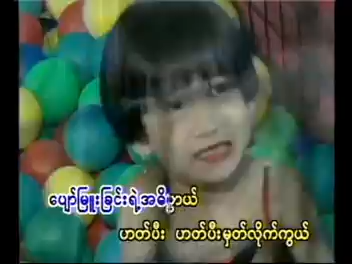 ပျော်မြူးခြင်းရဲ့အဓိပ္ပာယ်
ဟတ်ပီး ဟတ်ပီးမှတ်လိုက်ကွယ်